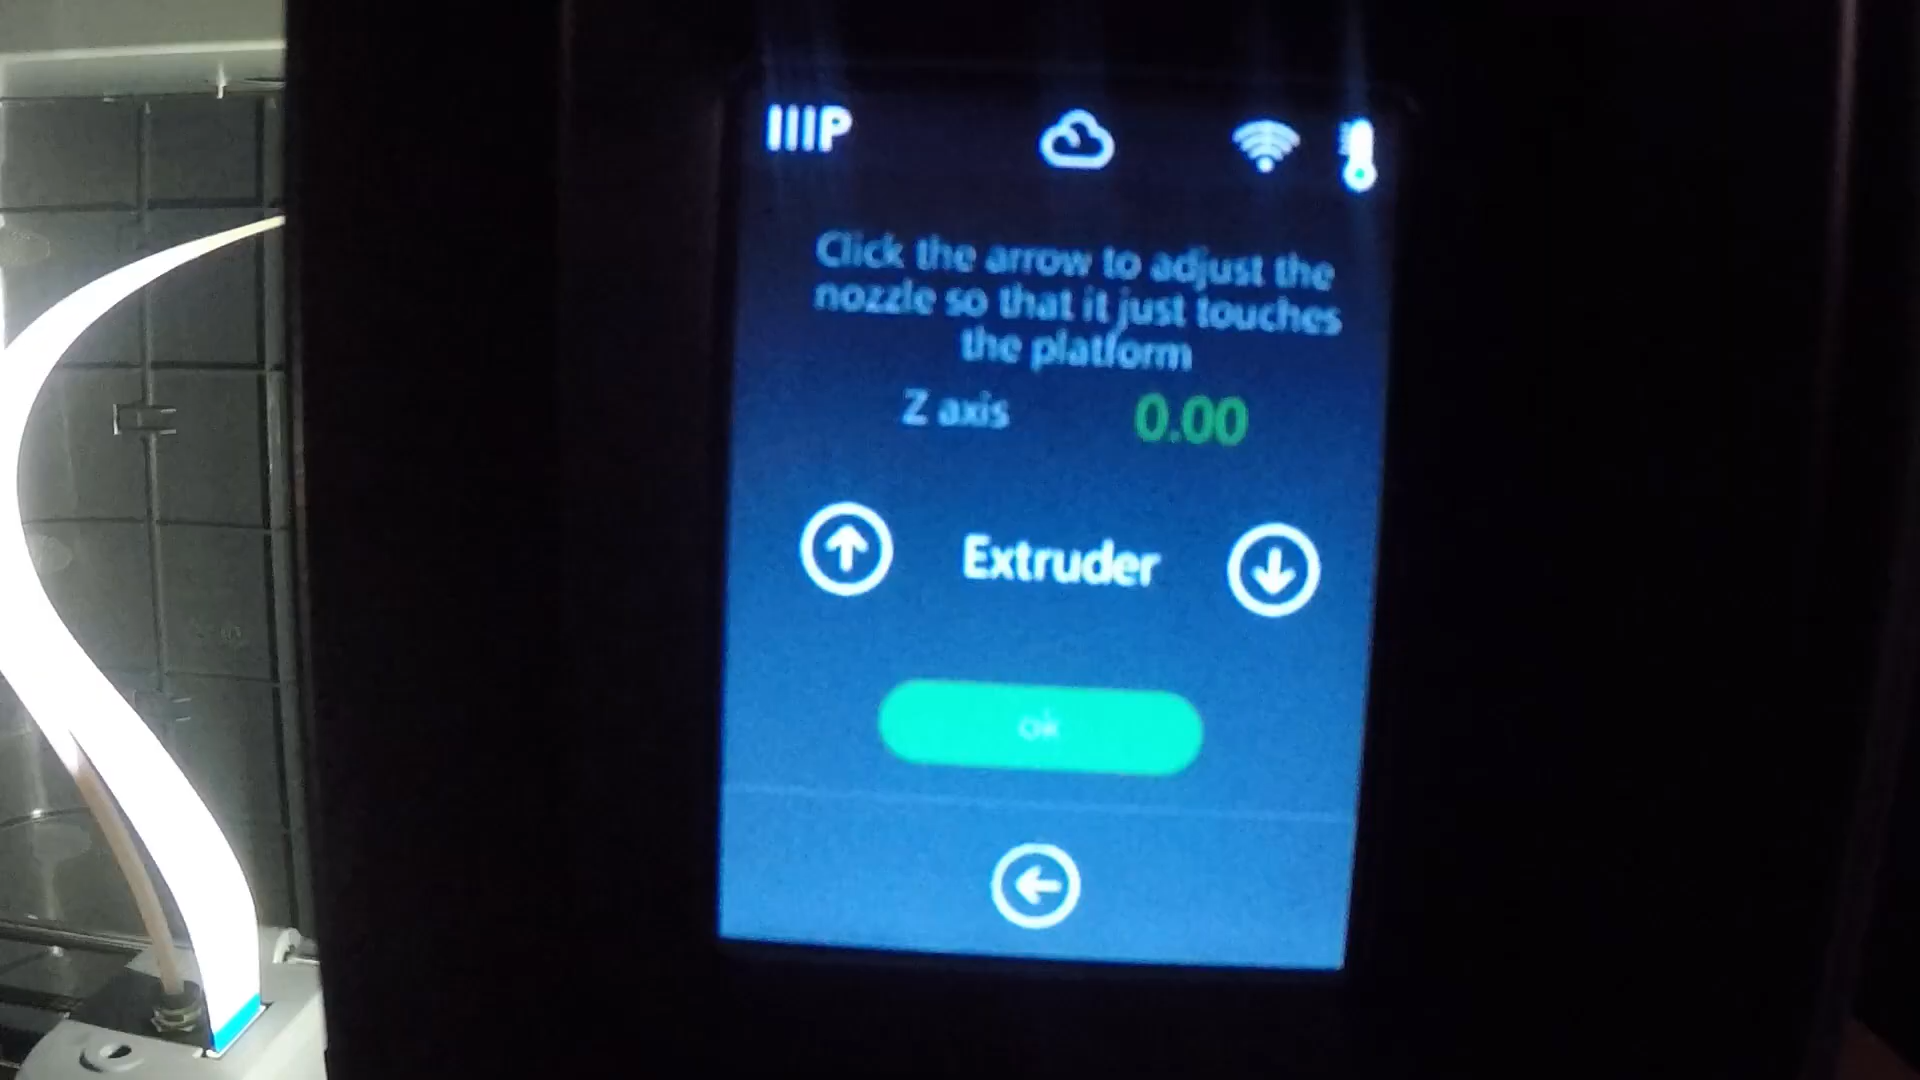 IIIP
Click the arrow to adjust the
nozzle so that it just touches
the platform
Z axis 0.00
Extruder
ok